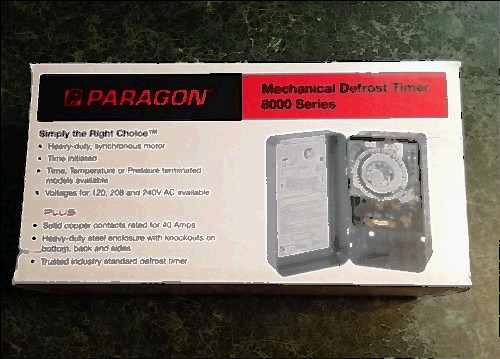 PARAGON
Mechanical Defrost Timer
8000 Series
Simply the Right Choice™
• Heavy-duty, synchronous motor
• Time initiated
• Time, Temperature or Pressure terminated
models available
• Voltages for 120, 208 and 240V AC available
PLUS
• Solid copper contacts rated for 40 Amps
• Heavy-duty steel enclosure with knockouts on
bottom, back and sides
• Trusted industry standard defrost timer